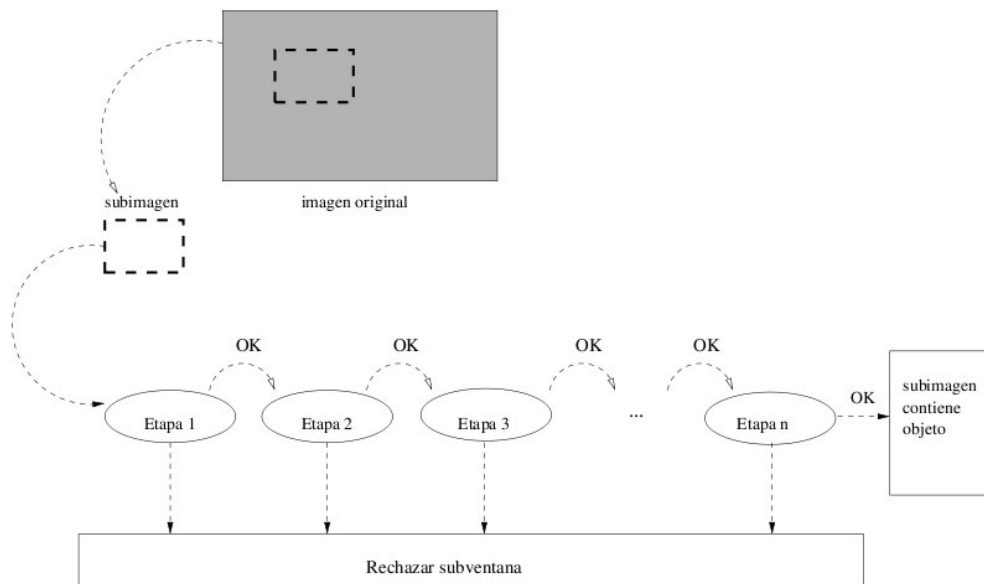 subimagen
imagen original
OK
OK
OK
OK
Etapa 1
Etapa 2
Etapa 3
...
Etapa n
OK
subimagen
contiene
objeto
Rechazar subventana